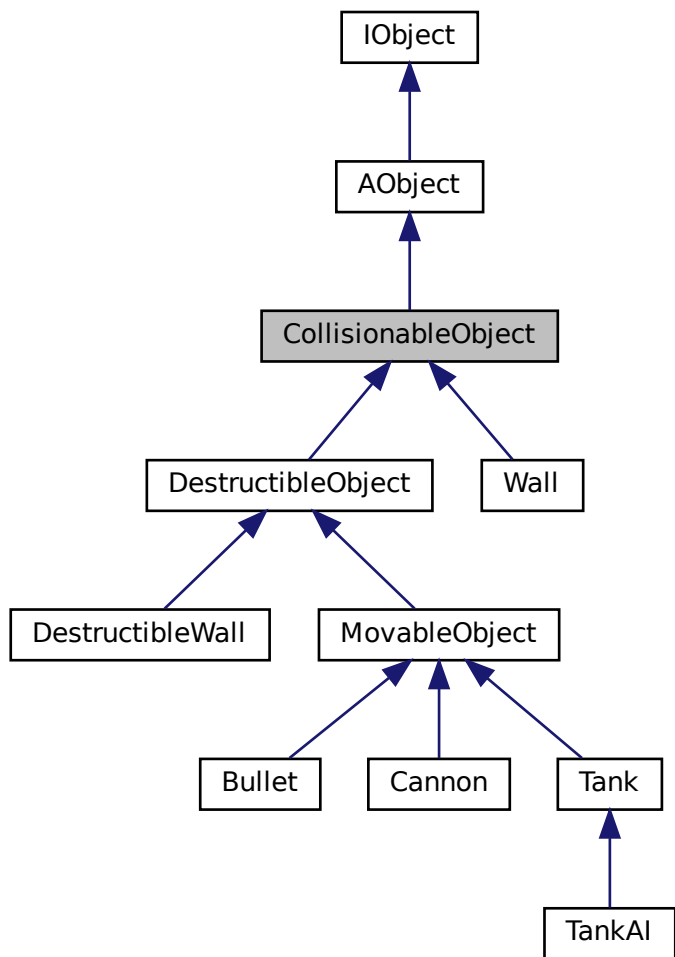 IObject
AObject
CollisionableObject
DestructibleObject
Wall
DestructibleWall
MovableObject
Bullet
Cannon
Tank
TankAI